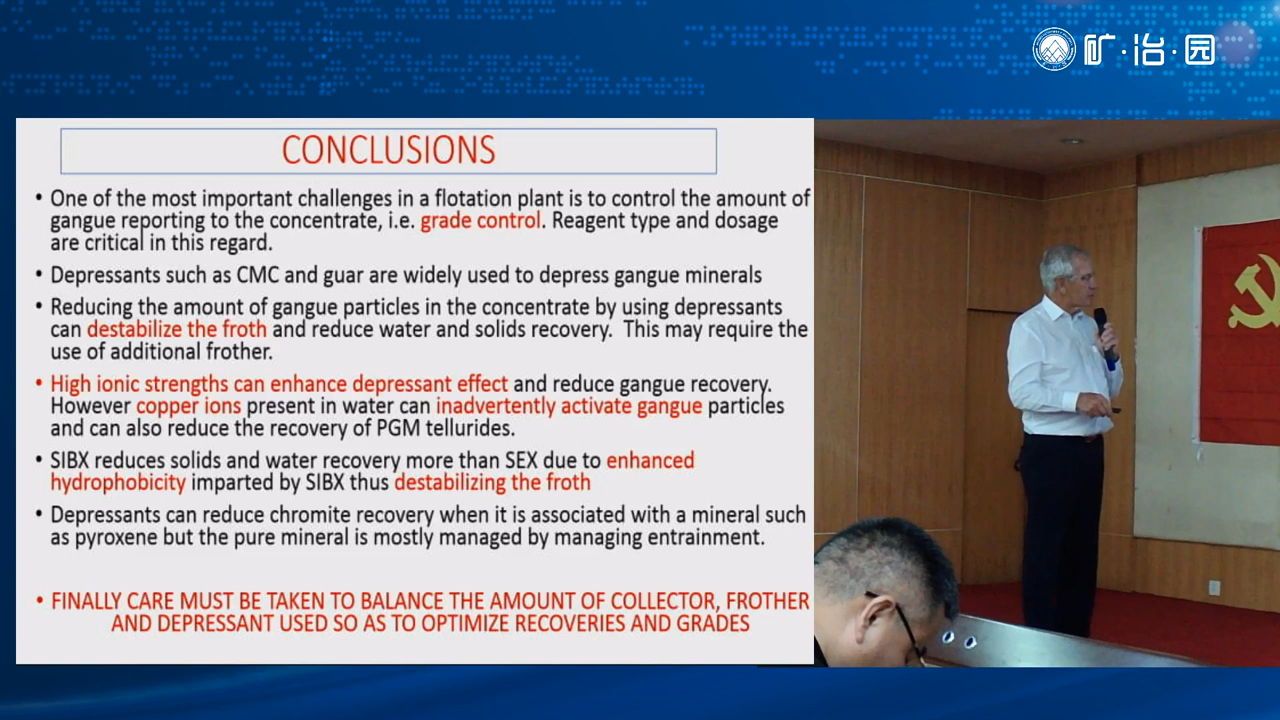 矿·冶·园
CONCLUSIONS
• One of the most important challenges in a flotation plant is to control the amount of
gangue reporting to the concentrate, i.e. grade control. Reagent type and dosage
are critical in this regard.
• Depressants such as CMC and guar are widely used to depress gangue minerals
• Reducing the amount of gangue particles in the concentrate by using depressants
can destabilize the froth and reduce water and solids recovery. This may require the
use of additional frother.
• High ionic strengths can enhance depressant effect and reduce gangue recovery.
However copper ions present in water can inadvertently activate gangue particles
and can also reduce the recovery of PGM tellurides.
• SIBX reduces solids and water recovery more than SEX due to enhanced
hydrophobicity imparted by SIBX thus destabilizing the froth
• Depressants can reduce chromite recovery when it is associated with a mineral such
as pyroxene but the pure mineral is mostly managed by managing entrainment.
• FINALLY CARE MUST BE TAKEN TO BALANCE THE AMOUNT OF COLLECTOR, FROTHER
AND DEPRESSANT USED SO AS TO OPTIMIZE RECOVERIES AND GRADES